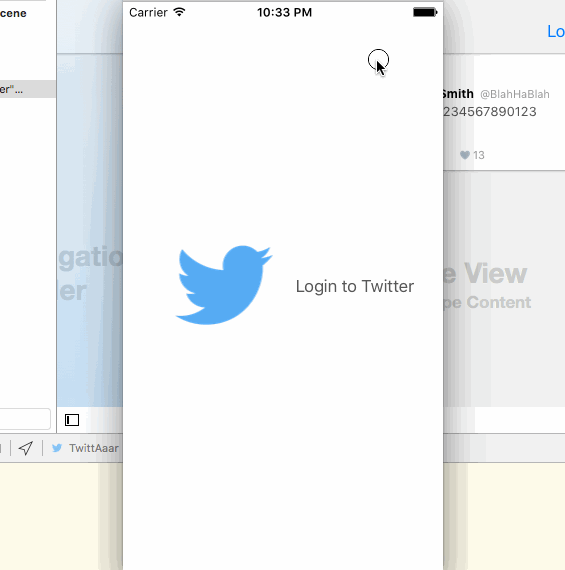 cene
er"...
Carrier 10:33 PM
Lo
Smith @BlahHaBlah
234567890123
13
gatio
er
Login to Twitter
e View
pe Content
TwittAaar